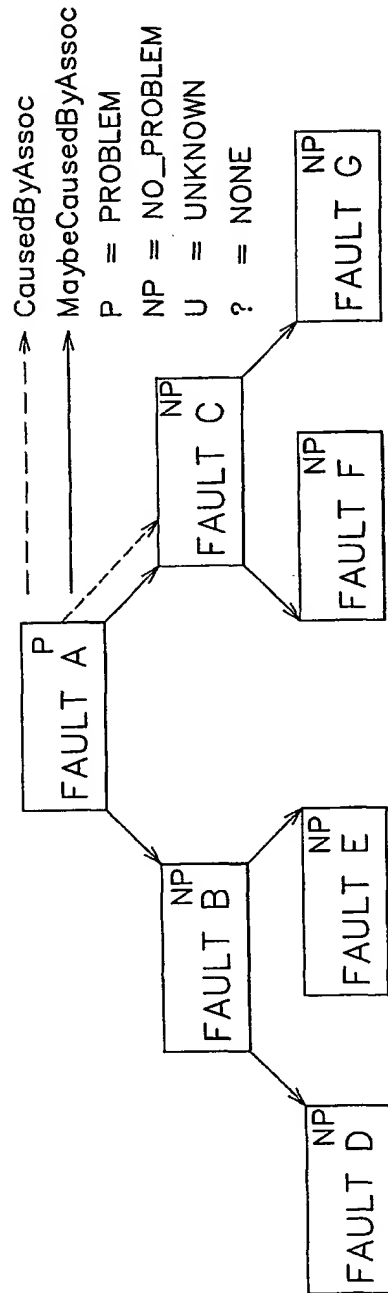 CausedByAssoc
MaybeCausedByAssoc
P = PROBLEM
NP = NO_PROBLEM
U = UNKNOWN
? = NONE
P
FAULT A
NP
FAULT B
NP
FAULT C
NP
FAULT D
NP
FAULT E
NP
FAULT F
NP
FAULT G